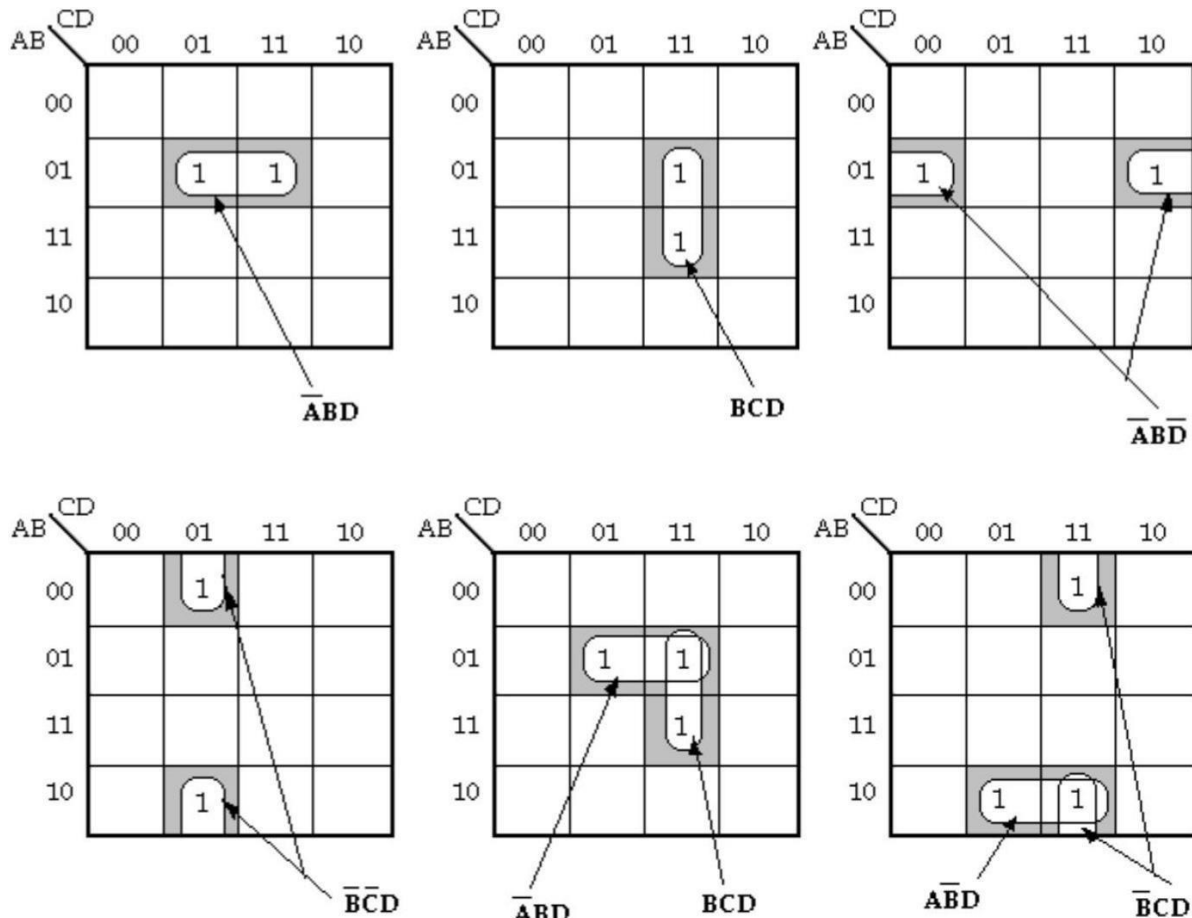 CD CD CD
AB 00 01 11 10 AB 00 01 11 10 AB 00 01 11 10
00 00 00
01 1 1 01 1 01 1 1
11 11 1 11
10 10 10
A̅BD BCD A̅BD̅
CD CD CD
AB 00 01 11 10 AB 00 01 11 10 AB 00 01 11 10
00 1 00 00 1
01 01 1 1 01
11 11 1 11
10 1 10 10 1 1
B̅C̅D A̅BD BCD AB̅D B̅CD